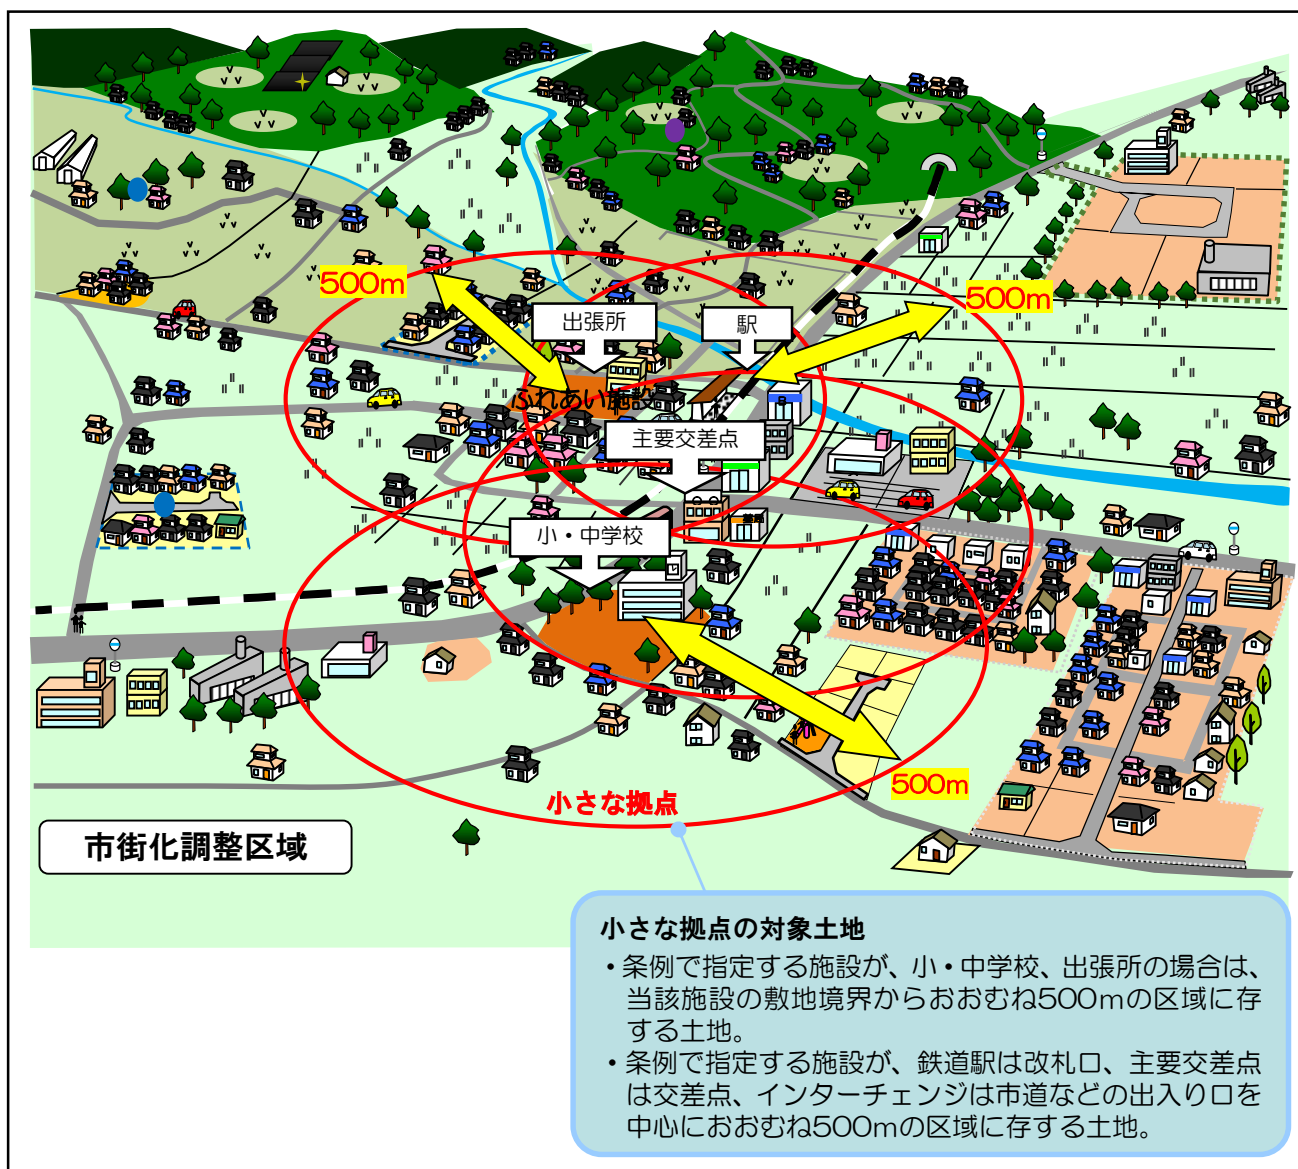 500m
500m
出張所
駅
ふれあい施設
主要交差点
薬局
小・中学校
500m
小さな拠点
市街化調整区域
小さな拠点の対象土地
・条例で指定する施設が、小・中学校、出張所の場合は、
当該施設の敷地境界からおおむね500mの区域に存
する土地。
・条例で指定する施設が、鉄道駅は改札口、主要交差点
は交差点、インターチェンジは市道などの出入り口を
中心におおむね500mの区域に存する土地。